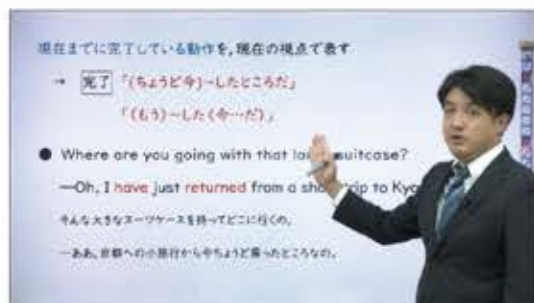 現在までに完了している動作を,現在の視点で表す
→ 完了「(ちょうど今)~したところだ」
「(もう)~した(今…だ)」
● Where are you going with that suitcase?
—Oh, I have just returned from a trip to
そんな大きなスーツケースを持ってどこに行くの。
—ああ,京都への小旅行から今ちょうど戻ったところなの。